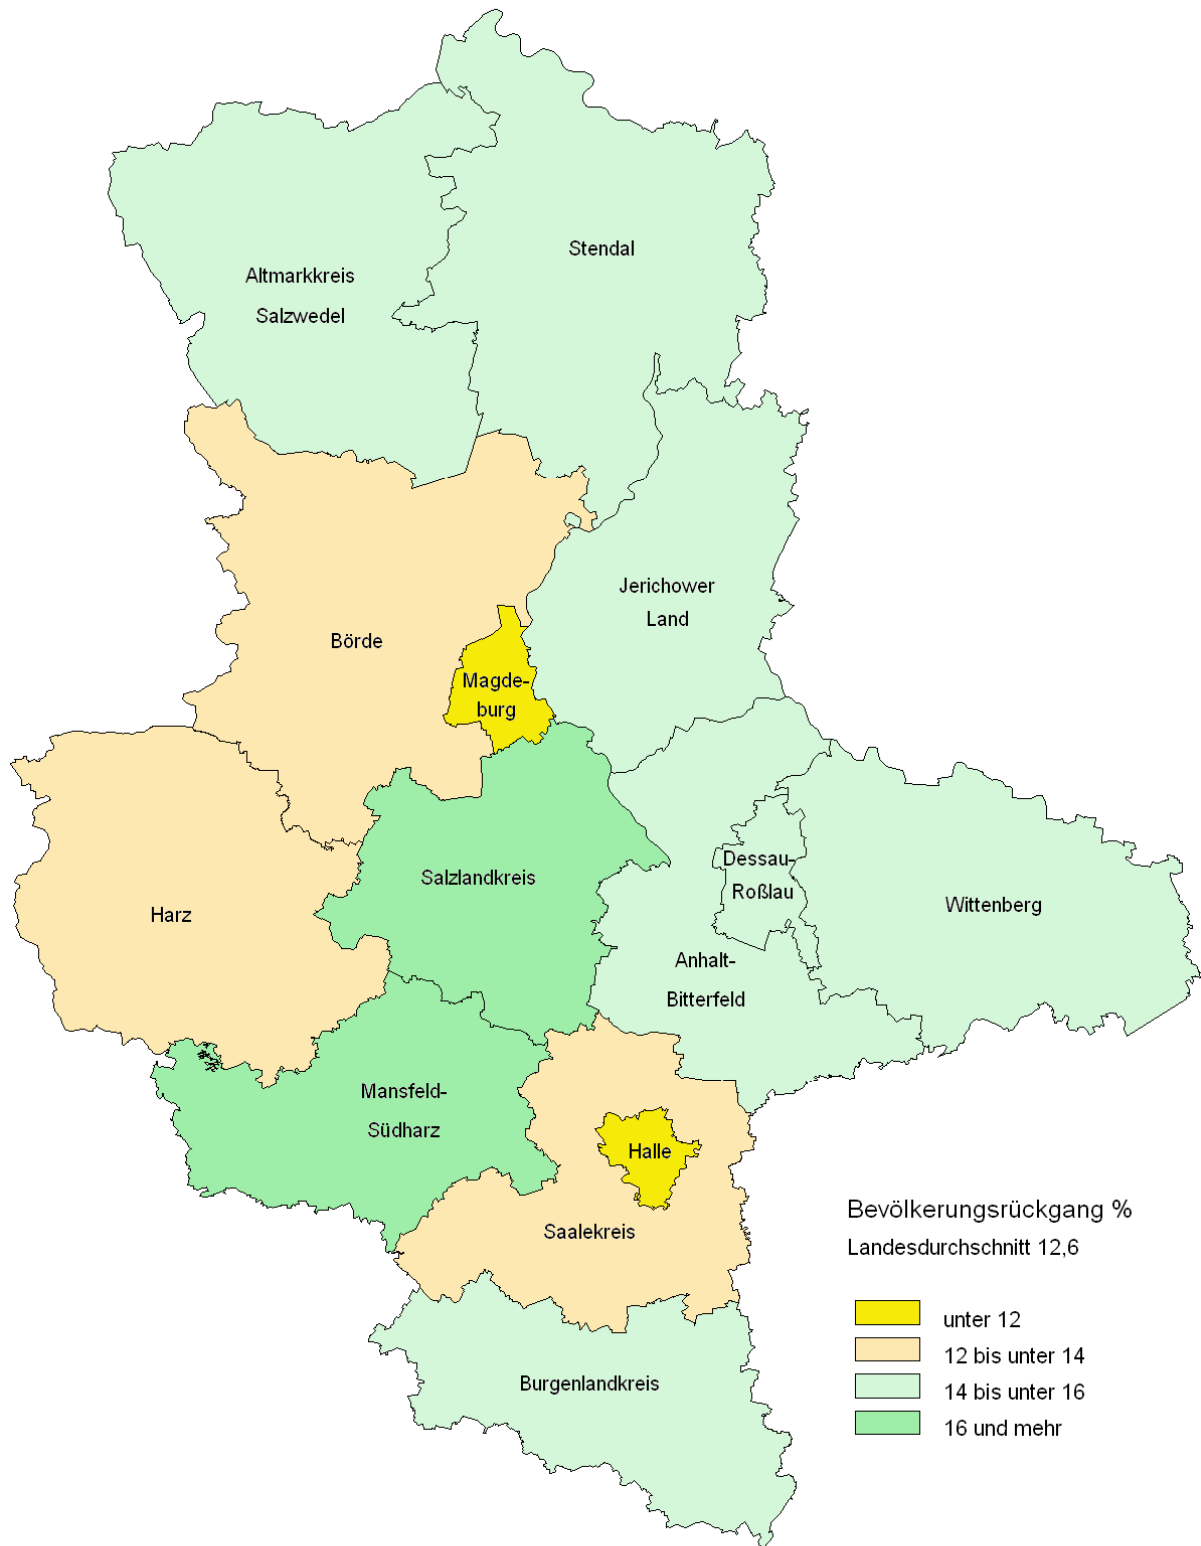 Stendal
Altmarkkreis
Salzwedel
Jerichower
Land
Börde
Magde-
burg
Dessau-
Roßlau
Salzlandkreis
Wittenberg
Harz
Anhalt-
Bitterfeld
Mansfeld-
Südharz
Halle
Saalekreis
Burgenlandkreis
Bevölkerungsrückgang %
Landesdurchschnitt 12,6
unter 12
12 bis unter 14
14 bis unter 16
16 und mehr